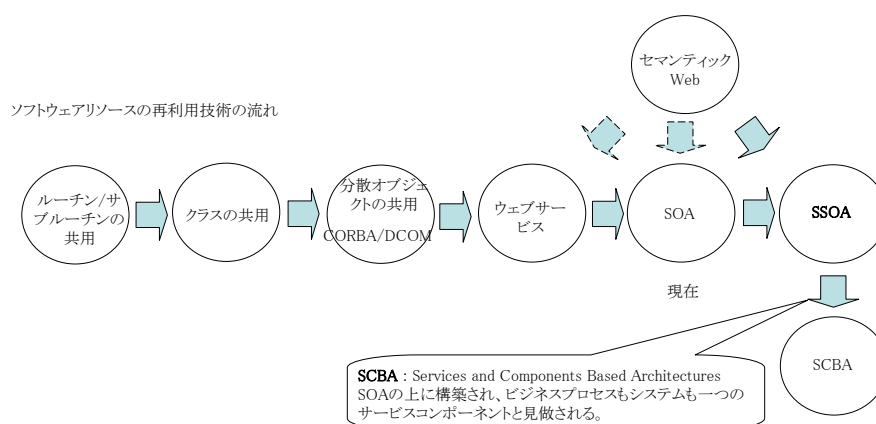 セマンティック
Web
ソフトウェアリソースの再利用技術の流れ
ルーチン/サ
ブルーチンの
共用
クラスの共用
分散オブジェ
クトの共用
CORBA/DCOM
ウェブサー
ビス
SOA
SSOA
現在
SCBA
SCBA : Services and Components Based Architectures
SOAの上に構築され、ビジネスプロセスもシステムも一つの
サービスコンポーネントと見做される。